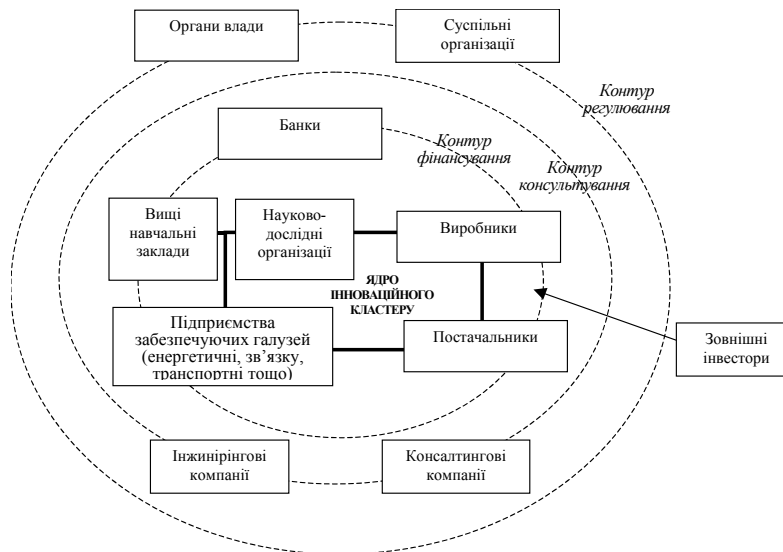 Органи влади
Суспільні
організації
Контур
регулювання
Банки
Контур
фінансування
Контур
консультування
Вищі
навчальні
заклади
Науково-
дослідні
організації
Виробники
ЯДРО
ІННОВАЦІЙНОГО
КЛАСТЕРУ
Підприємства
забезпечуючих галузей
(енергетичні, зв’язку,
транспортні тощо)
Постачальники
Зовнішні
інвестори
Інжинірингові
компанії
Консалтингові
компанії